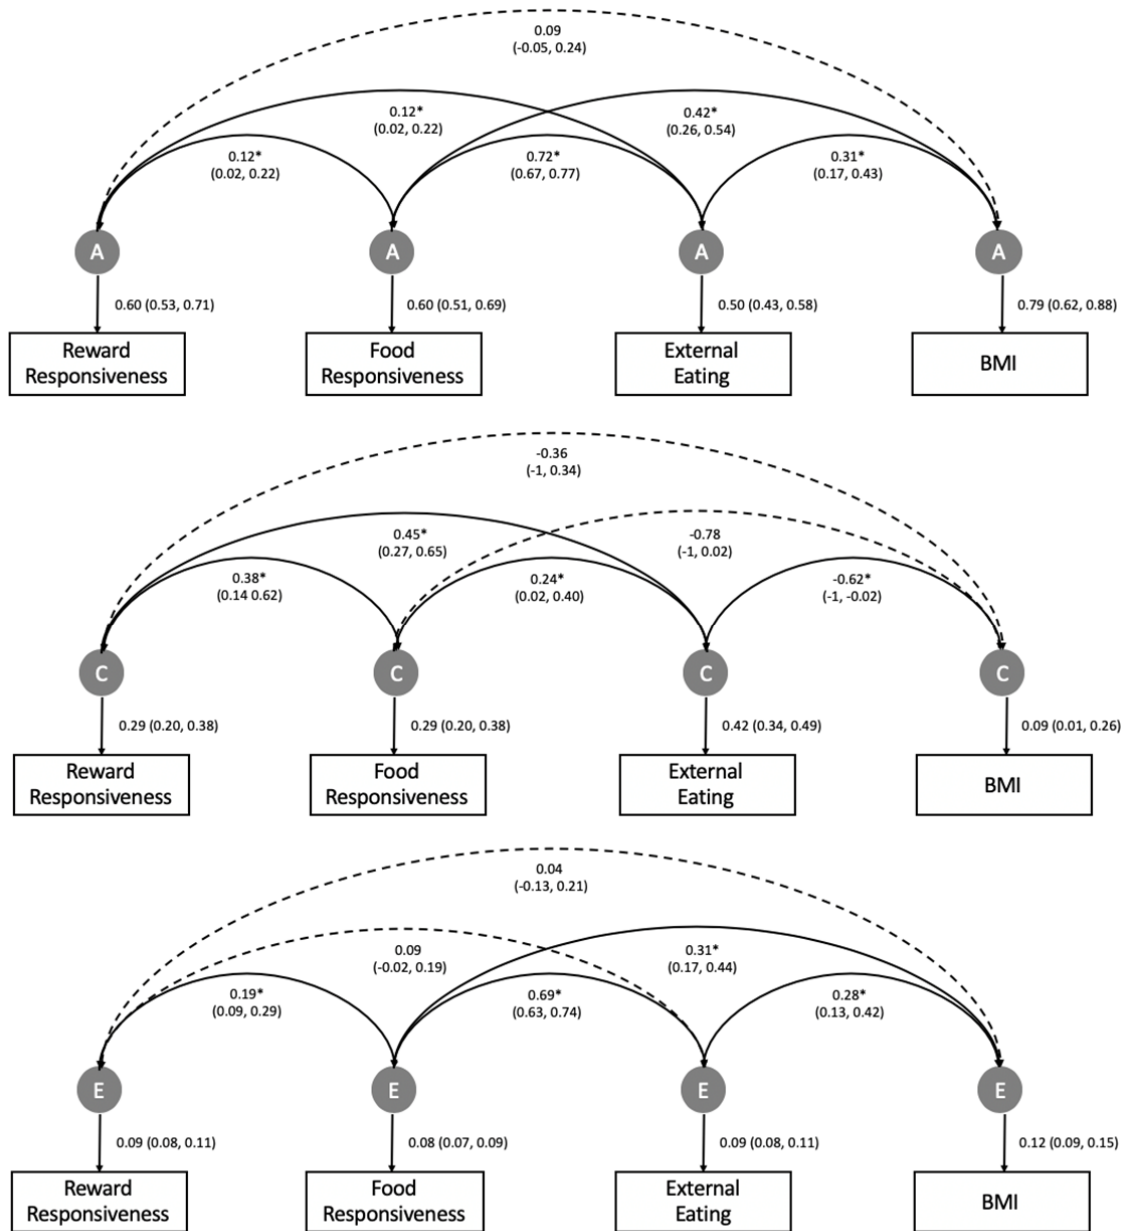 0.09
(-0.05, 0.24)
0.12*
(0.02, 0.22)
0.42*
(0.26, 0.54)
0.12*
(0.02, 0.22)
0.72*
(0.67, 0.77)
0.31*
(0.17, 0.43)
A
A
A
A
0.60 (0.53, 0.71)
0.60 (0.51, 0.69)
0.50 (0.43, 0.58)
0.79 (0.62, 0.88)
Reward
Responsiveness
Food
Responsiveness
External
Eating
BMI
-0.36
(-1, 0.34)
0.45*
(0.27, 0.65)
-0.78
(-1, 0.02)
0.38*
(0.14 0.62)
0.24*
(0.02, 0.40)
-0.62*
(-1, -0.02)
C
C
C
C
0.29 (0.20, 0.38)
0.29 (0.20, 0.38)
0.42 (0.34, 0.49)
0.09 (0.01, 0.26)
Reward
Responsiveness
Food
Responsiveness
External
Eating
BMI
0.04
(-0.13, 0.21)
0.09
(-0.02, 0.19)
0.31*
(0.17, 0.44)
0.19*
(0.09, 0.29)
0.69*
(0.63, 0.74)
0.28*
(0.13, 0.42)
E
E
E
E
0.09 (0.08, 0.11)
0.08 (0.07, 0.09)
0.09 (0.08, 0.11)
0.12 (0.09, 0.15)
Reward
Responsiveness
Food
Responsiveness
External
Eating
BMI